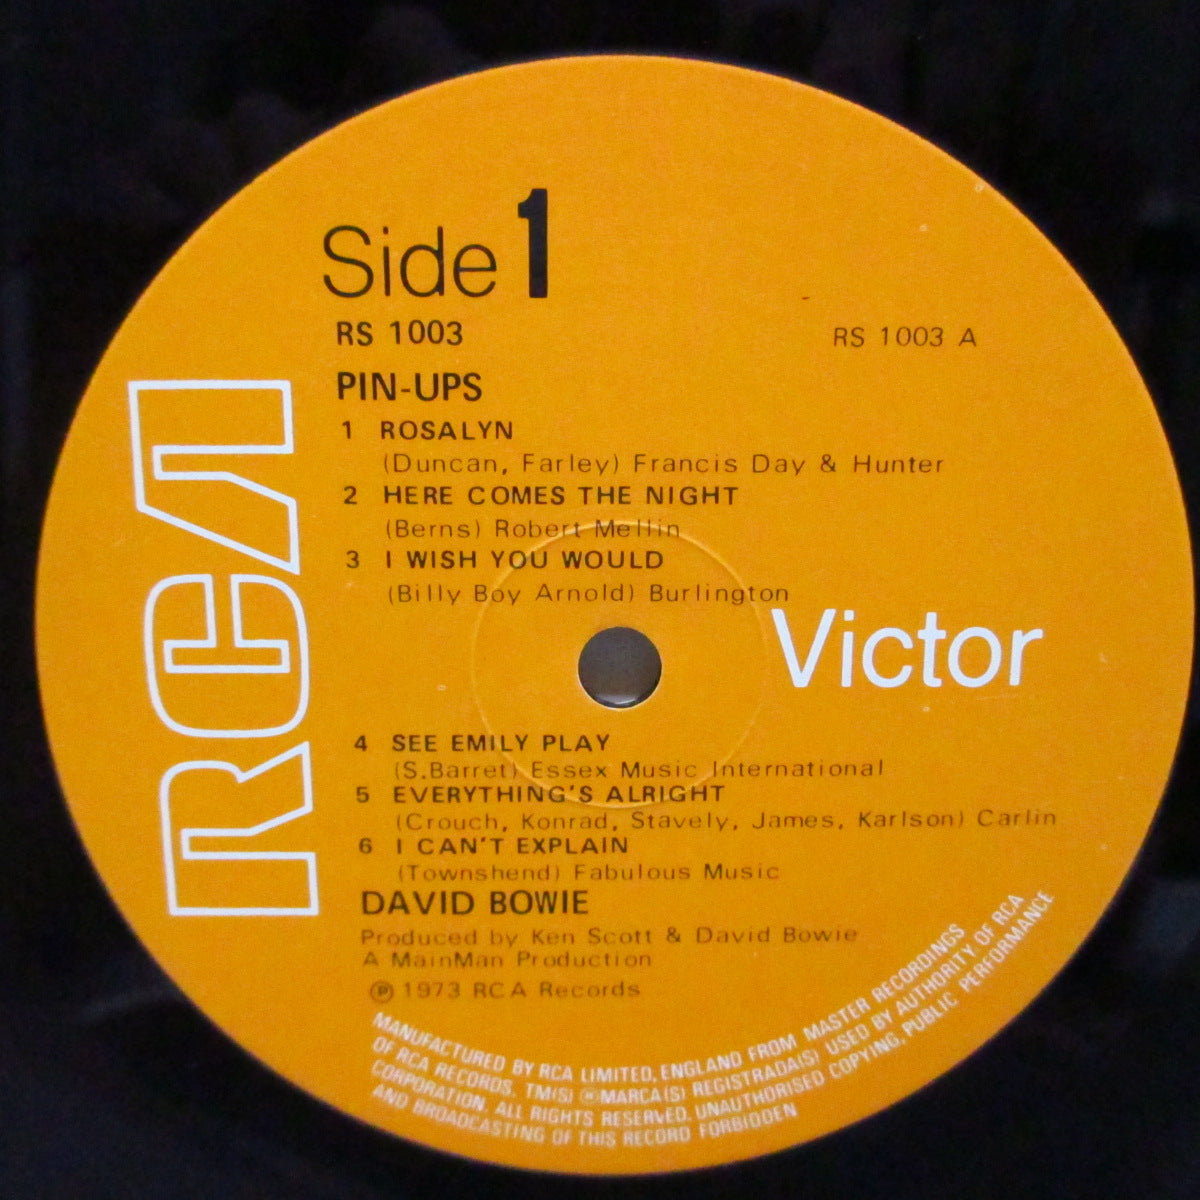 Side 1
RS 1003
RS 1003 A
PIN-UPS
1 ROSALYN
(Duncan, Farley) Francis Day & Hunter
2 HERE COMES THE NIGHT
(Berns) Robert Mellin
3 I WISH YOU WOULD
(Billy Boy Arnold) Burlington
RCA
Victor
4 SEE EMILY PLAY
(S.Barret) Essex Music International
5 EVERYTHING'S ALRIGHT
(Crouch, Konrad, Stavely, James, Karlson) Carlin
6 I CAN'T EXPLAIN
(Townshend) Fabulous Music
DAVID BOWIE
Produced by Ken Scott & David Bowie
A MainMan Production
Ⓟ 1973 RCA Records
MANUFACTURED BY RCA LIMITED, ENGLAND FROM MASTER RECORDINGS
OF RCA RECORDS. TM(S) ® MARCA(S) REGISTRADA(S) USED BY AUTHORITY OF RCA
CORPORATION. ALL RIGHTS RESERVED. UNAUTHORISED COPYING, PUBLIC PERFORMANCE
AND BROADCASTING OF THIS RECORD FORBIDDEN